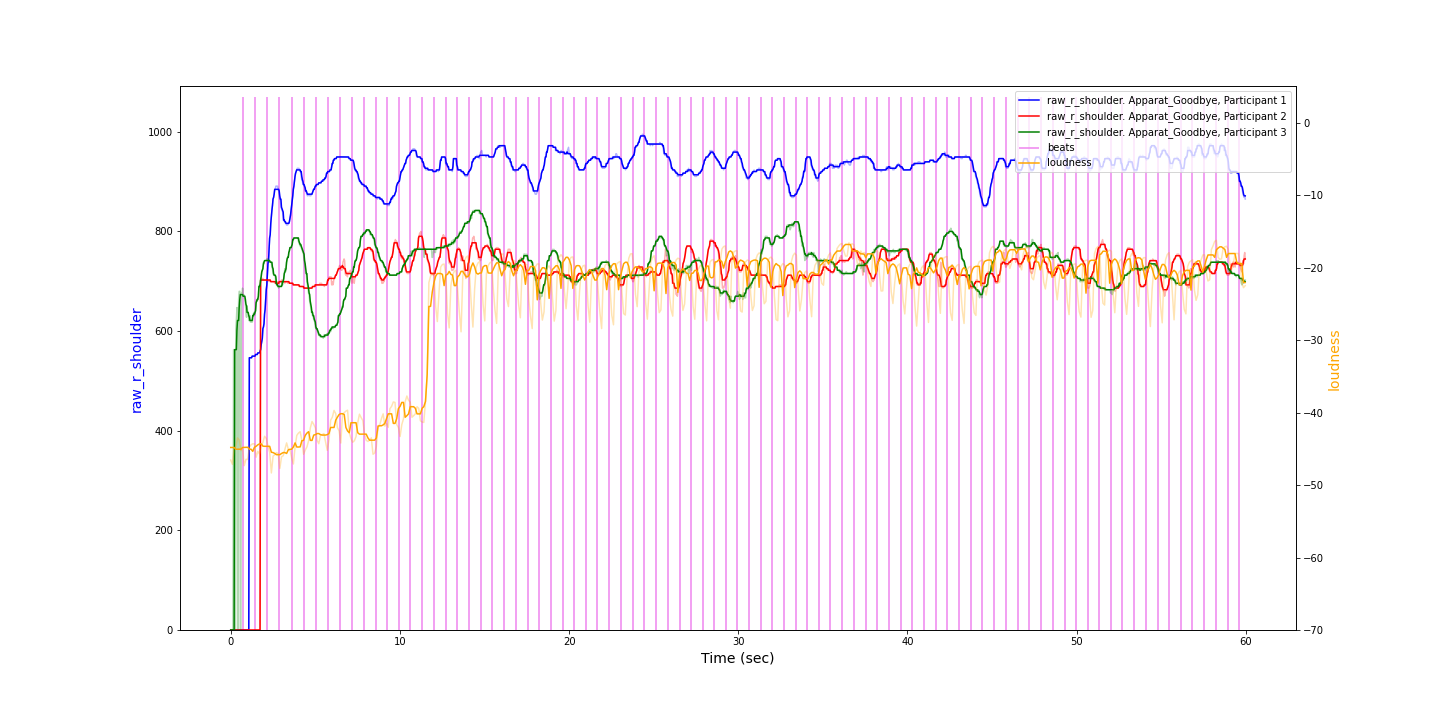 raw_r_shoulder. Apparat_Goodbye, Participant 1
raw_r_shoulder. Apparat_Goodbye, Participant 2
raw_r_shoulder. Apparat_Goodbye, Participant 3
beats
loudness
raw_r_shoulder
1000
800
600
400
200
0
0
−10
−20
−30
−40
−50
−60
−70
loudness
0
10
20
30
40
50
60
Time (sec)